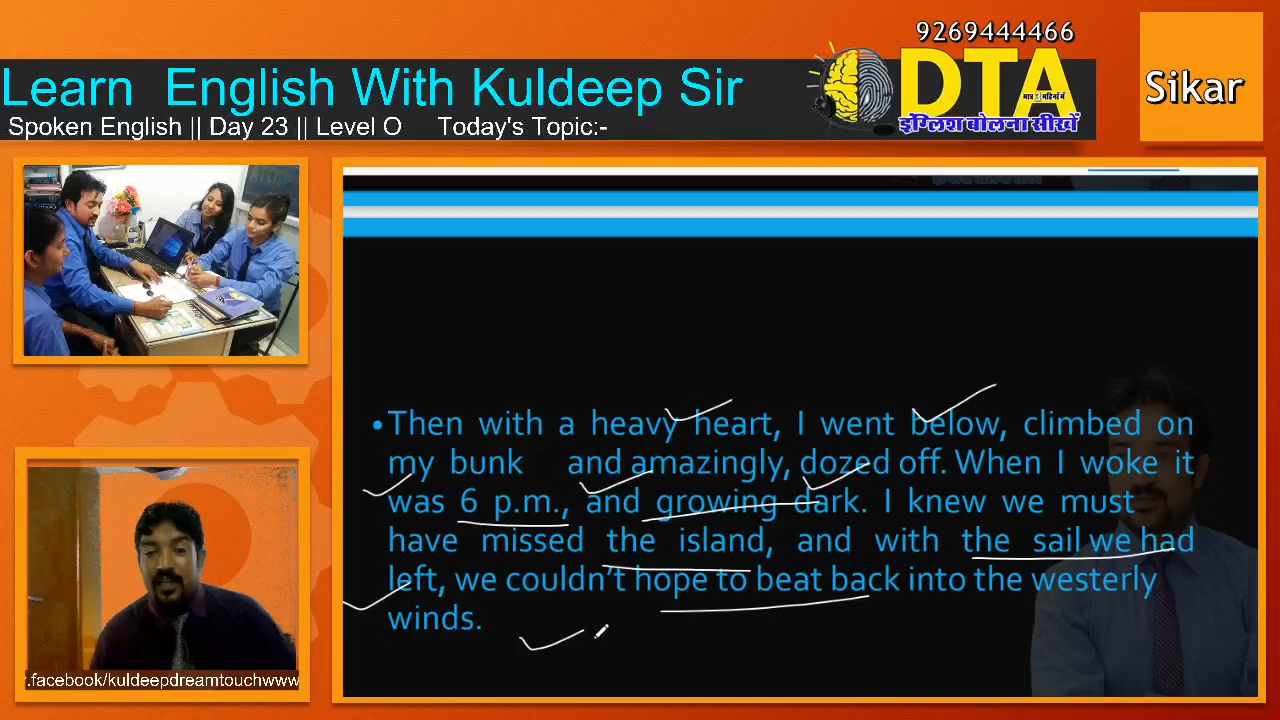 9269444466
Learn English With Kuldeep Sir
DTA
मात्र 3 महिनों में
Sikar
Spoken English || Day 23 || Level O Today's Topic:-
इंग्लिश बोलना सीखें
•Then with a heavy heart, I went below, climbed on
my bunk and amazingly, dozed off. When I woke it
was 6 p.m., and growing dark. I knew we must
have missed the island, and with the sail we had
left, we couldn't hope to beat back into the westerly
winds.
.facebook/kuldeepdreamtouchwww